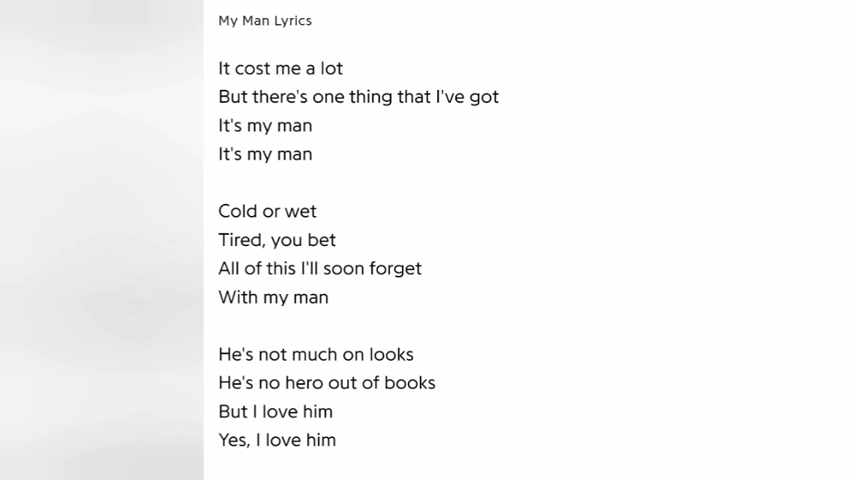 My Man Lyrics
It cost me a lot
But there's one thing that I've got
It's my man
It's my man
Cold or wet
Tired, you bet
All of this I'll soon forget
With my man
He's not much on looks
He's no hero out of books
But I love him
Yes, I love him